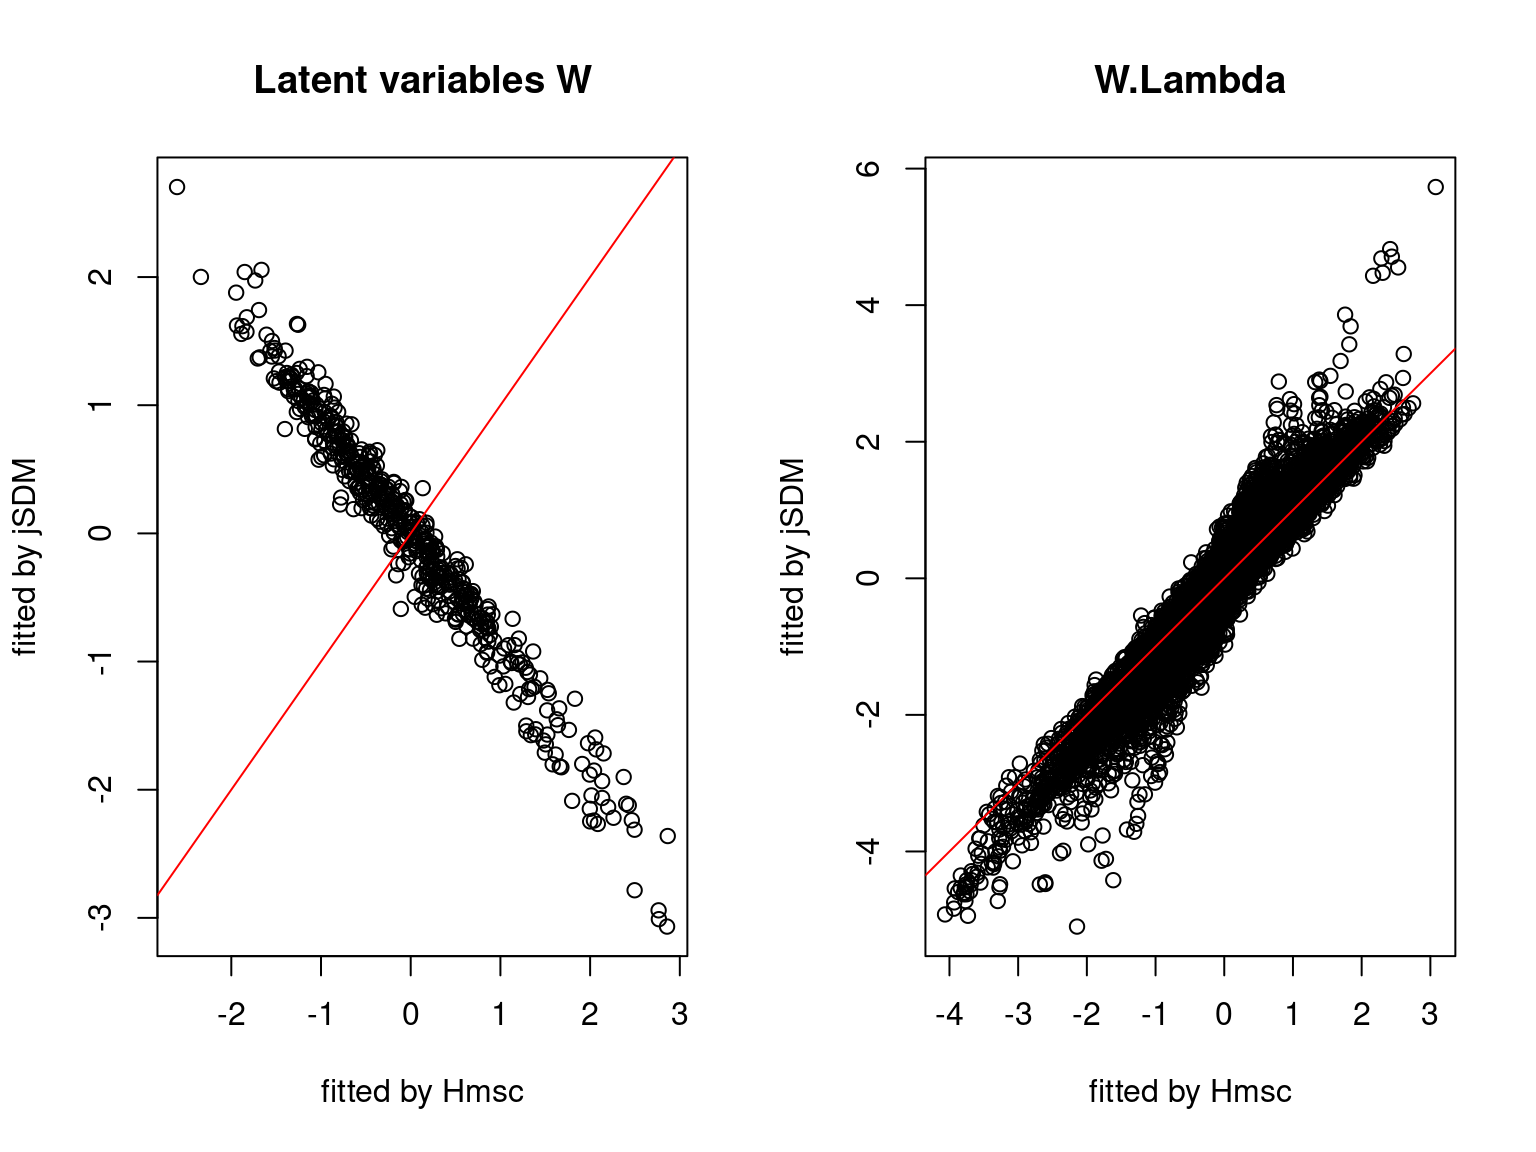 Latent variables W
fitted by jSDM
2
1
0
-1
-2
-3
-2 -1 0 1 2 3
fitted by Hmsc
W.Lambda
fitted by jSDM
6
4
2
0
-2
-4
-4 -3 -2 -1 0 1 2 3
fitted by Hmsc